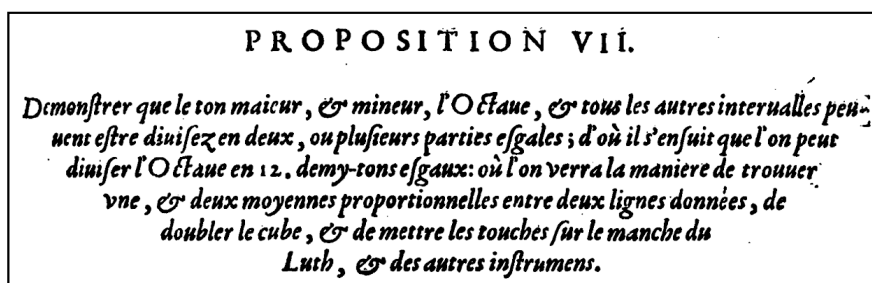 PROPOSITION VII.
Demonſtrer que le ton maieur, & mineur, l'Octaue, & tous les autres interualles peu-
uent eſtre diuiſez en deux, ou pluſieurs parties eſgales; d'où il s'enſuit que l'on peut
diuiſer l'Octaue en 12. demy-tons eſgaux: où l'on verra la maniere de trouuer
vne, & deux moyennes proportionnelles entre deux lignes données, de
doubler le cube, & de mettre les touches ſur le manche du
Luth, & des autres inſtrumens.